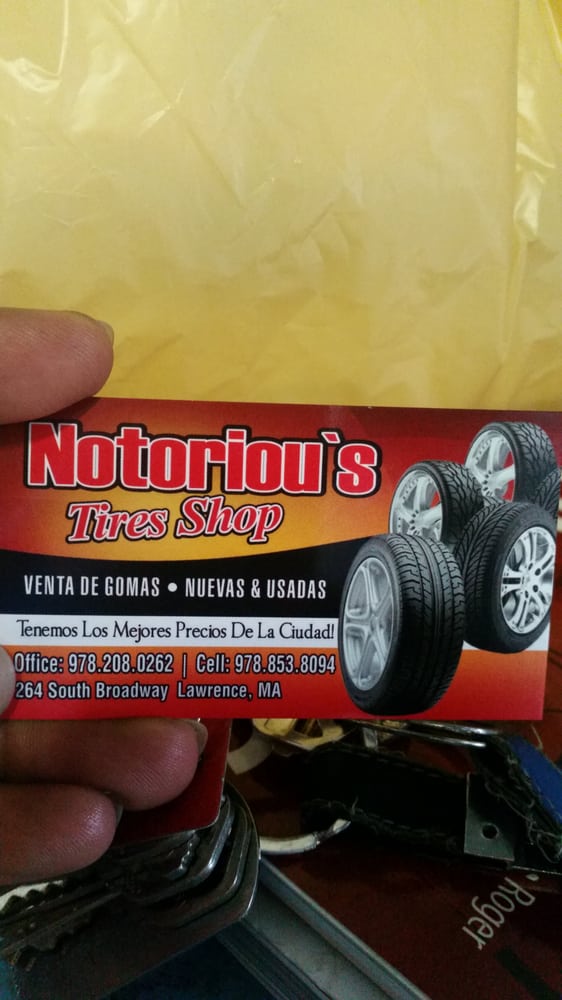 Notoriou`s
Tires Shop
VENTA DE GOMAS • NUEVAS & USADAS
Tenemos Los Mejores Precios De La Ciudad!
Office: 978.208.0262 | Cell: 978.853.8094
264 South Broadway Lawrence, MA
Roger